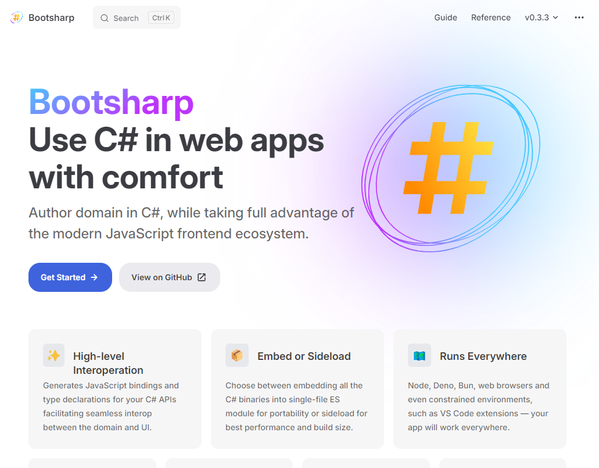 Bootsharp
Search Ctrl K
Guide Reference v0.3.3
Bootsharp
Use C# in web apps
with comfort
Author domain in C#, while taking full advantage of
the modern JavaScript frontend ecosystem.
Get Started
View on GitHub
High-level
Interoperation
Generates JavaScript bindings and
type declarations for your C# APIs
facilitating seamless interop
between the domain and UI.
Embed or Sideload
Choose between embedding all the
C# binaries into single-file ES
module for portability or sideload for
best performance and build size.
Runs Everywhere
Node, Deno, Bun, web browsers and
even constrained environments,
such as VS Code extensions — your
app will work everywhere.